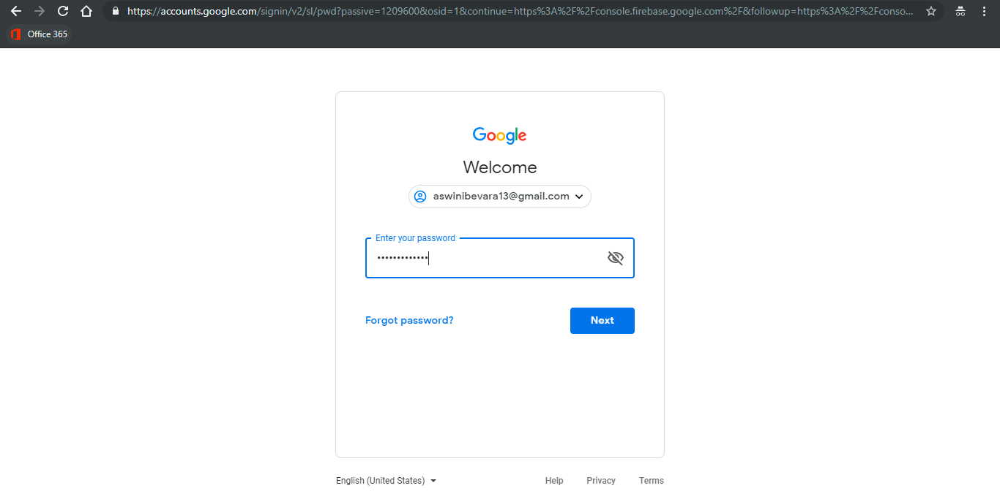 https://accounts.google.com/signin/v2/sl/pwd?passive=1209600&osid=1&continue=https%3A%2F%2Fconsole.firebase.google.com%2F&followup=https%3A%2F%2Fconso...
Office 365
Google
Welcome
aswinibevara13@gmail.com
Enter your password
•••••••••••••
Forgot password? Next
English (United States) Help Privacy Terms